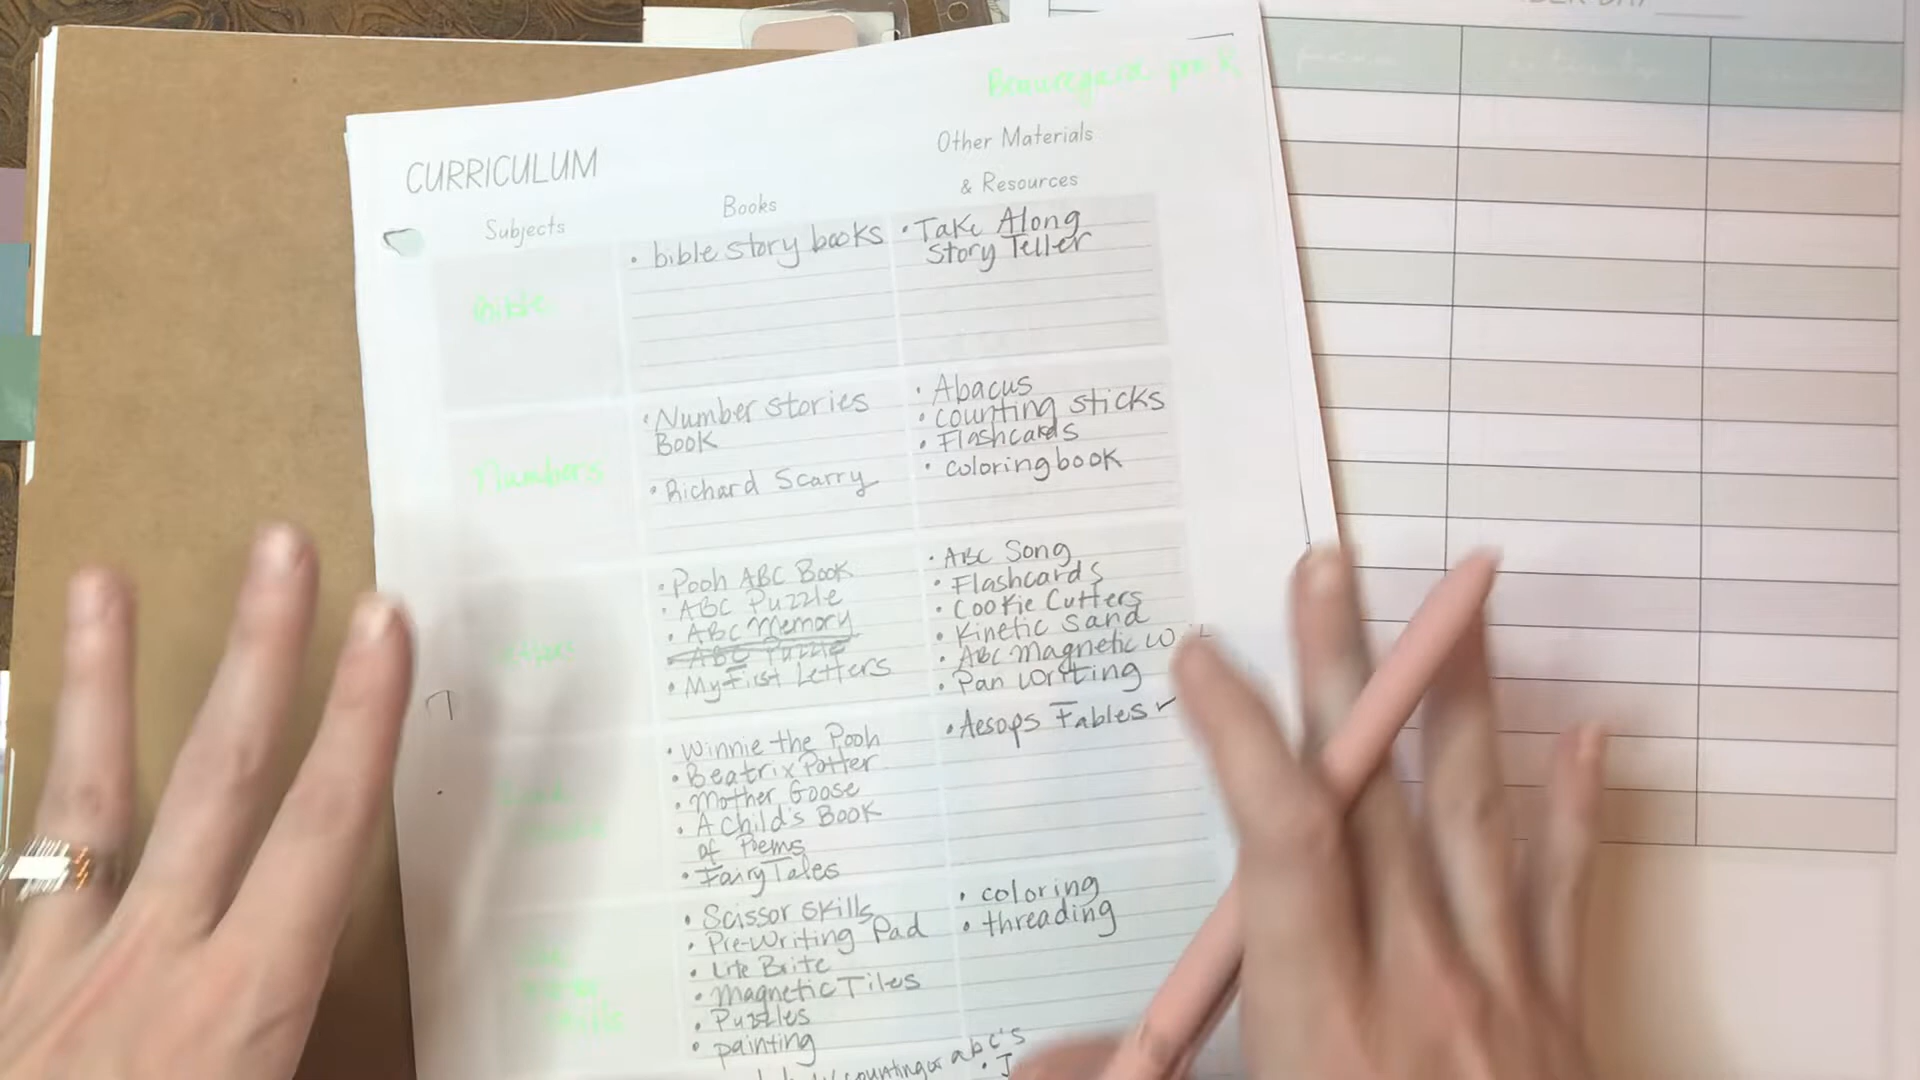 Beauregaire pre K
CURRICULUM
Subjects
Books
Other Materials
& Resources
Bible
• bible story books
• Take Along
Story Teller
Numbers
• Number stories
Book
• Richard Scarry
• Abacus
• counting sticks
• Flashcards
• coloring book
• Pooh ABC Book
• ABC Puzzle
• ABC Memory
• ABC Puzzle
• My First Letters
• ABC Song
• Flashcards
• Cookie Cutters
• Kinetic Sand
• ABC Magnetic
• Pan Writing
• Winnie the Pooh
• Beatrix Potter
• Mother Goose
• A Child's Book
of Poems
• Fairy Tales
• Aesops Fables ✓
• Scissor Skills
• Pre-Writing Pad
• Lite Brite
• Magnetic Tiles
• Puzzles
• painting
• coloring
• threading
counting or abc's